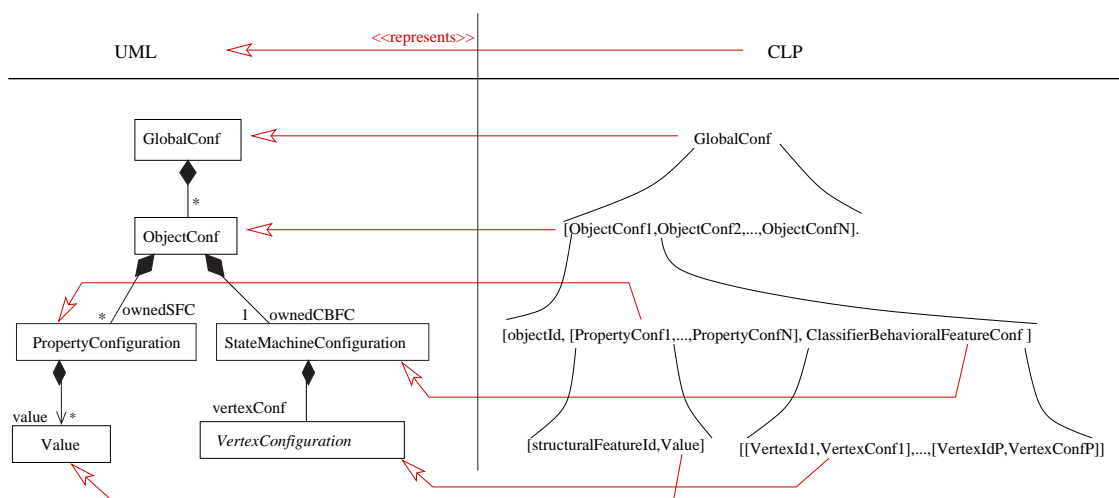 <<represents>>
UML
CLP
GlobalConf
GlobalConf
*
ObjectConf
[ObjectConf1,ObjectConf2,...,ObjectConfN].
* ownedSFC
1 ownedCBFC
PropertyConfiguration
StateMachineConfiguration
[objectId, [PropertyConf1,...,PropertyConfN], ClassifierBehavioralFeatureConf ]
value *
vertexConf
Value
VertexConfiguration
[structuralFeatureId,Value]
[[VertexId1,VertexConf1],...,[VertexIdP,VertexConfP]]